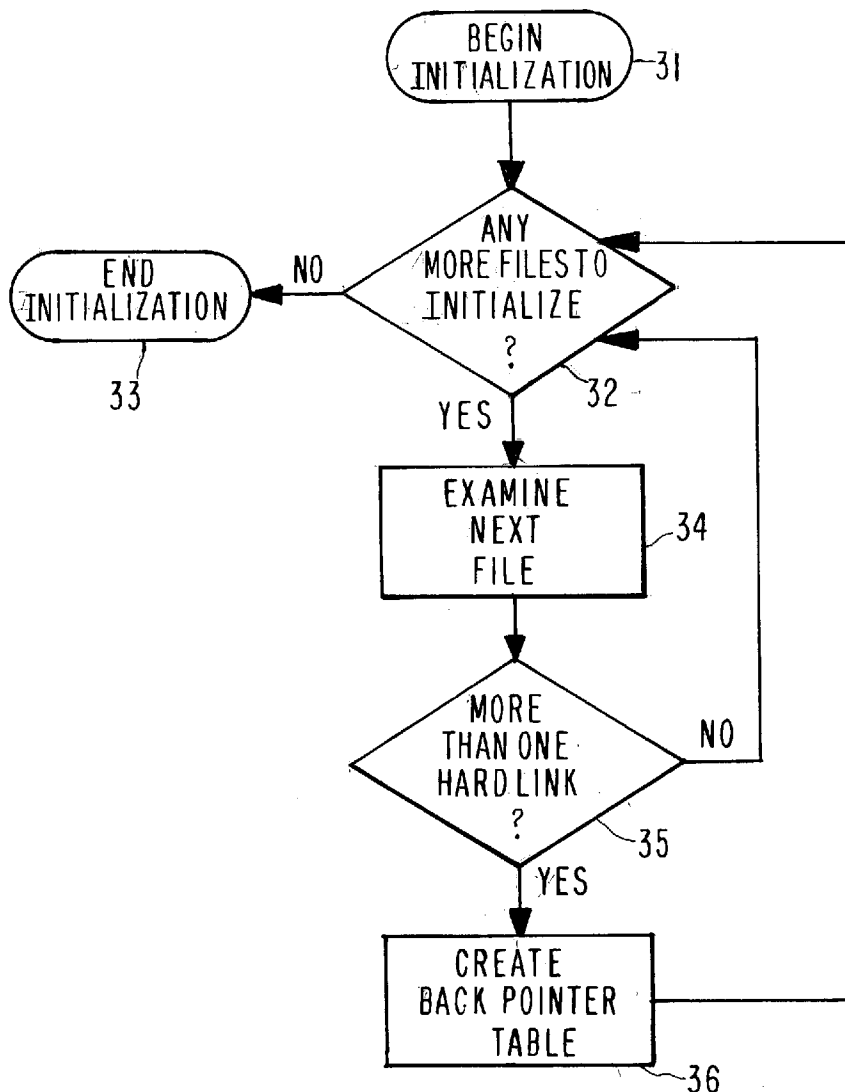 BEGIN
INITIALIZATION
31
ANY
MORE FILES TO
INITIALIZE
?
32
NO
END
INITIALIZATION
33
YES
EXAMINE
NEXT
FILE
34
MORE
THAN ONE
HARD LINK
?
NO
35
YES
CREATE
BACK POINTER
TABLE
36